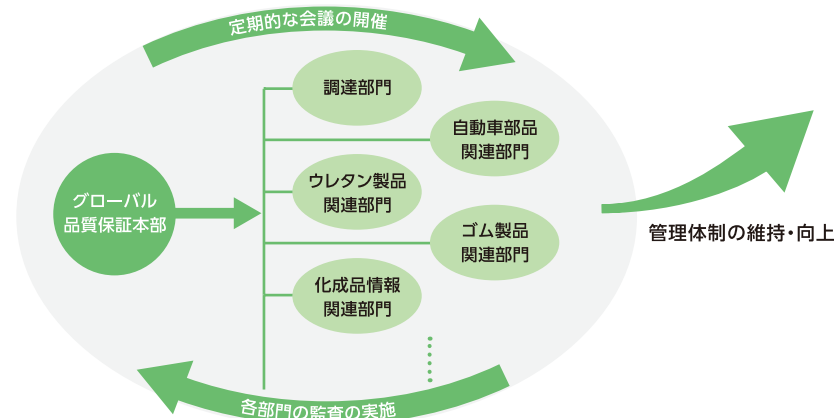 定期的な会議の開催
調達部門
自動車部品
関連部門
ウレタン製品
関連部門
グローバル
品質保証本部
ゴム製品
関連部門
管理体制の維持・向上
化成品情報
関連部門
各部門の監査の実施